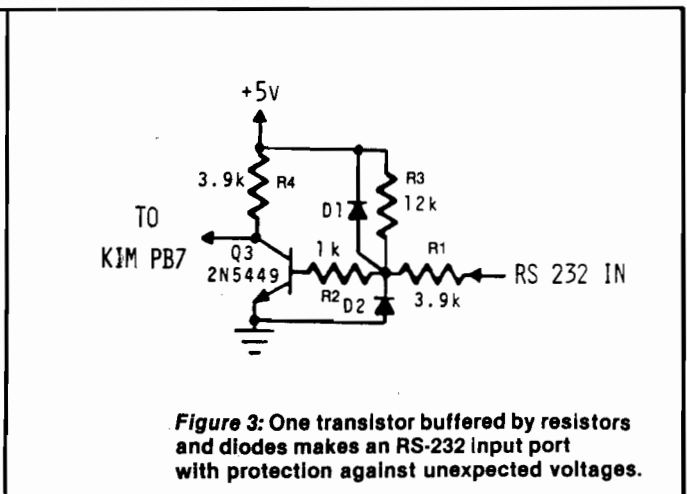 +5v
3.9k R4
R3
12k
D1
TO
KIM PB7
Q3
2N5449
1k
R2
D2
R1
3.9k
RS 232 IN
Figure 3: One transistor buffered by resistors
and diodes makes an RS-232 input port
with protection against unexpected voltages.